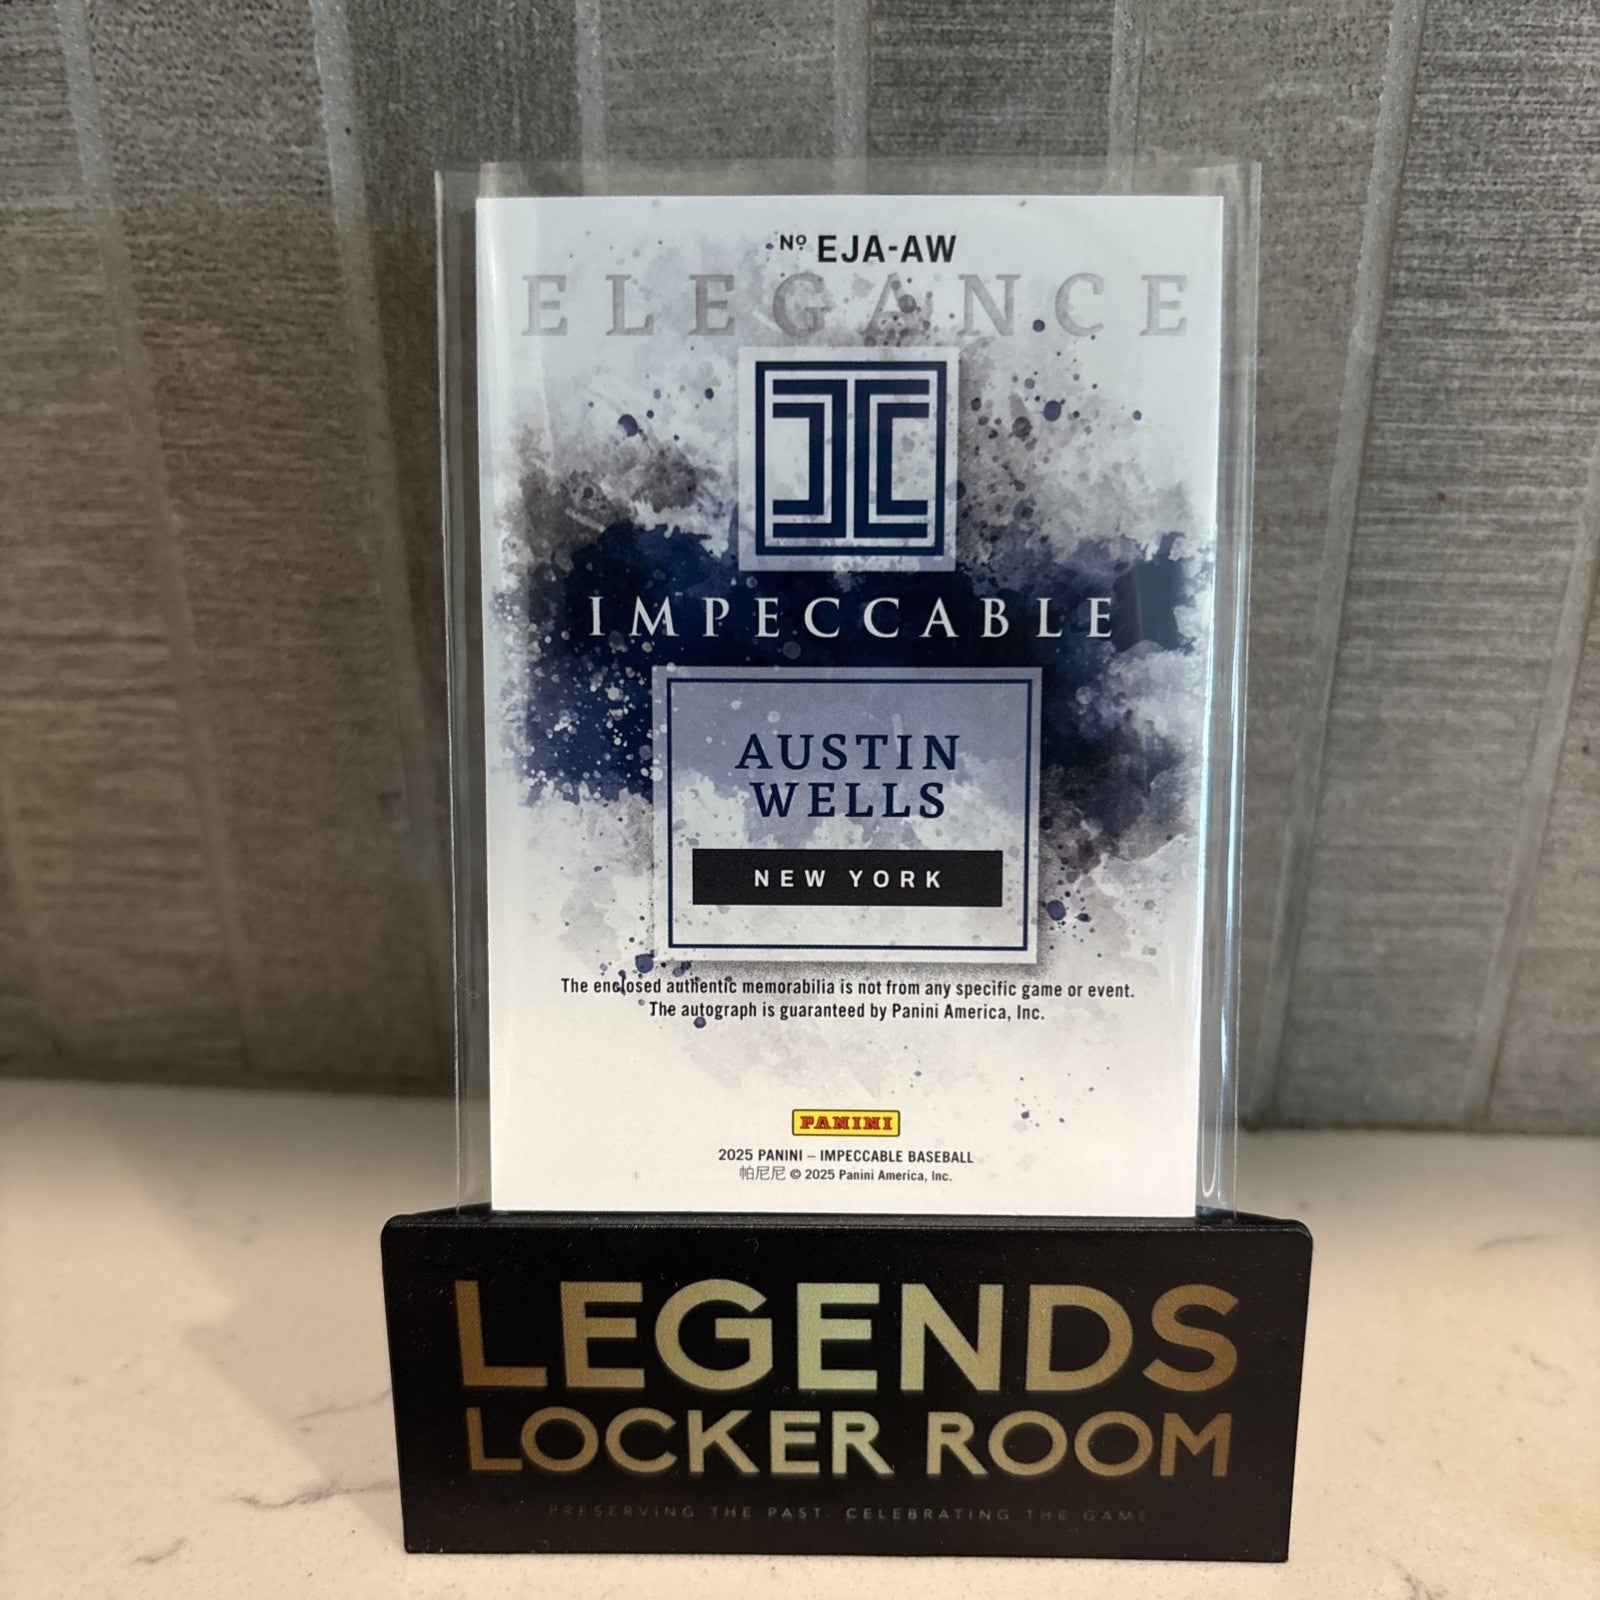 Nº EJA-AW
ELEGANCE
IMPECCABLE
AUSTIN
WELLS
NEW YORK
The enclosed authentic memorabilia is not from any specific game or event.
The autograph is guaranteed by Panini America, Inc.
PANINI
2025 PANINI – IMPECCABLE BASEBALL
帕尼尼 © 2025 Panini America, Inc.
LEGENDS
LOCKER ROOM
PRESERVING THE PAST. CELEBRATING THE GAME